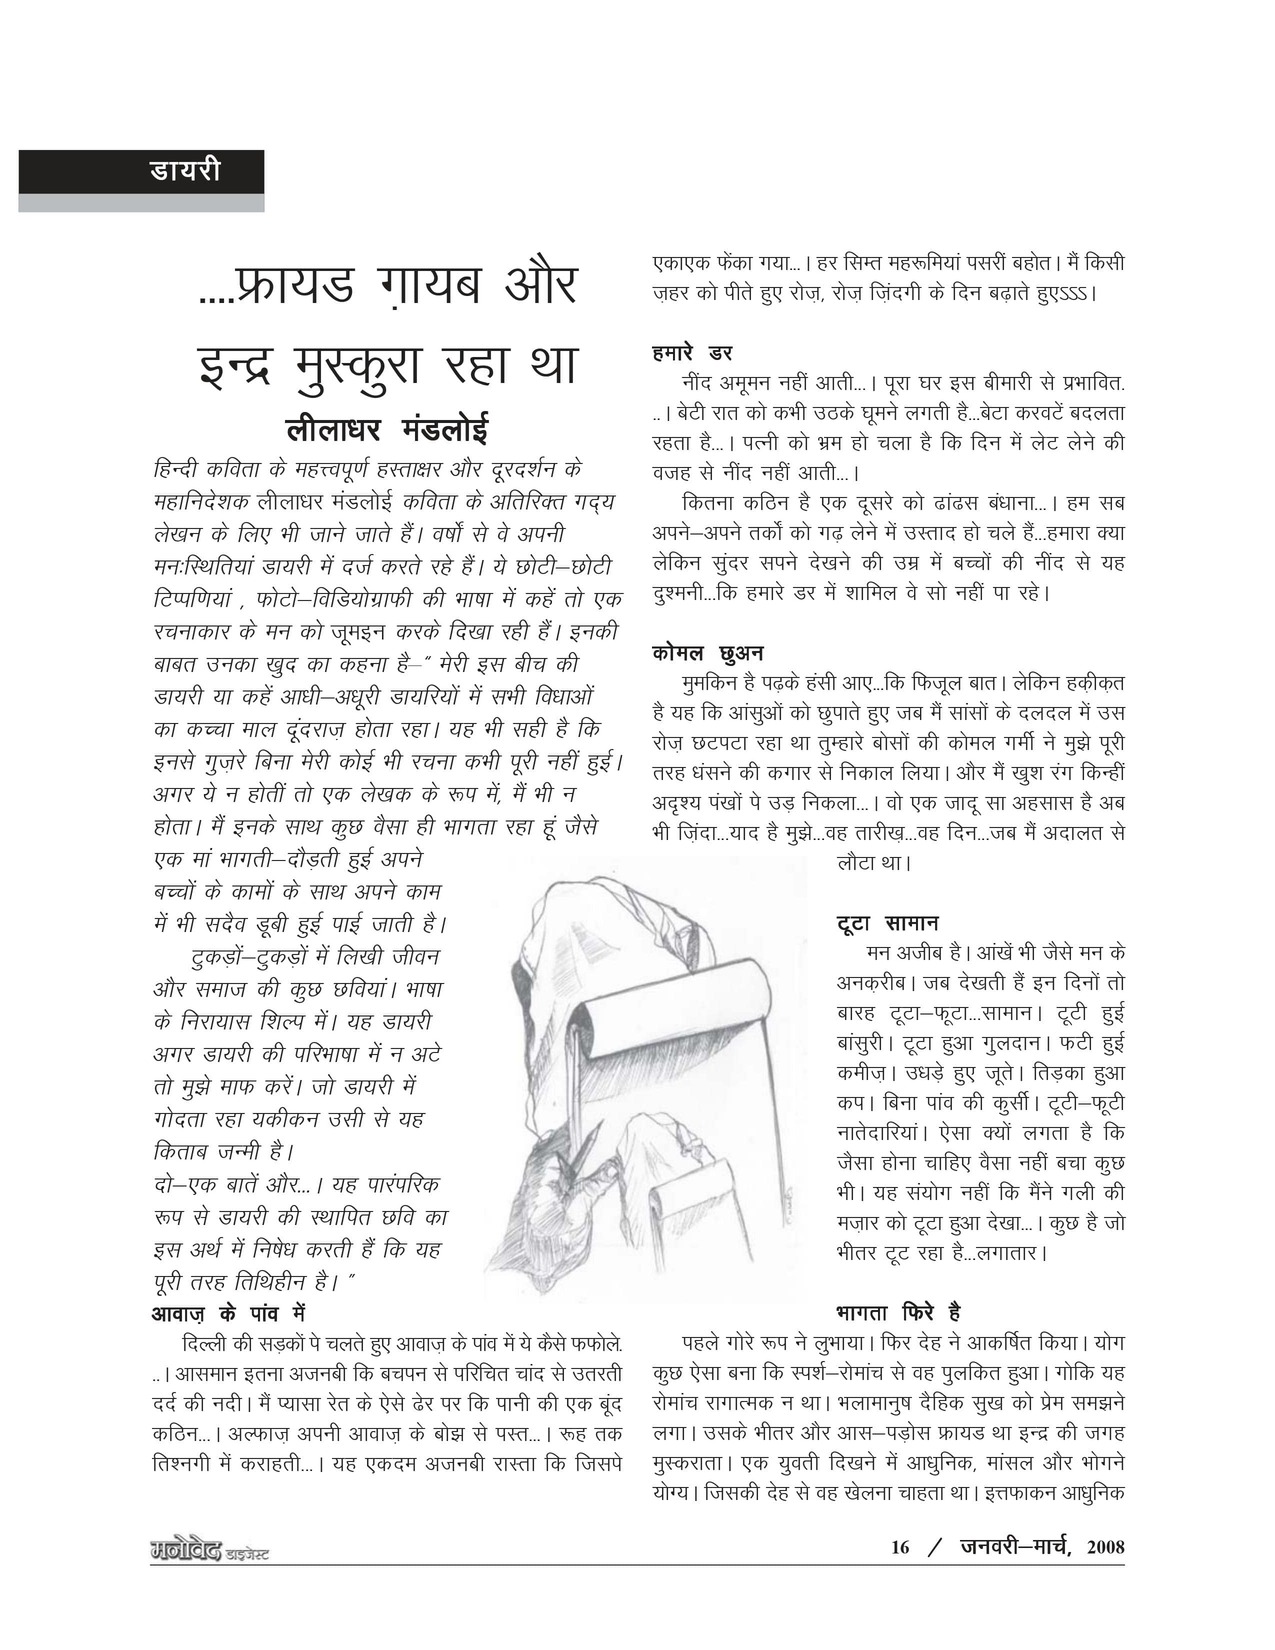 डायरी
....फ्रायड ग़ायब और
इन्द्र मुस्कुरा रहा था
लीलाधर मंडलोई
हिन्दी कविता के महत्त्वपूर्ण हस्ताक्षर और दूरदर्शन के
महानिदेशक लीलाधर मंडलोई कविता के अतिरिक्त गद्य
लेखन के लिए भी जाने जाते हैं। वर्षों से वे अपनी
मनःस्थितियां डायरी में दर्ज करते रहे हैं। ये छोटी–छोटी
टिप्पणियां , फोटो–विडियोग्राफी की भाषा में कहें तो एक
रचनाकार के मन को जूमइन करके दिखा रही हैं। इनकी
बाबत उनका खुद का कहना है–" मेरी इस बीच की
डायरी या कहें आधी–अधूरी डायरियों में सभी विधाओं
का कच्चा माल दूंदराज़ होता रहा। यह भी सही है कि
इनसे गुज़रे बिना मेरी कोई भी रचना कभी पूरी नहीं हुई।
अगर ये न होतीं तो एक लेखक के रूप में, मैं भी न
होता। मैं इनके साथ कुछ वैसा ही भागता रहा हूं जैसे
एक मां भागती–दौड़ती हुई अपने
बच्चों के कामों के साथ अपने काम
में भी सदैव डूबी हुई पाई जाती है।
टुकड़ों–टुकड़ों में लिखी जीवन
और समाज की कुछ छवियां। भाषा
के निरायास शिल्प में। यह डायरी
अगर डायरी की परिभाषा में न अटे
तो मुझे माफ करें। जो डायरी में
गोदता रहा यकीकन उसी से यह
किताब जन्मी है।
दो–एक बातें और...। यह पारंपरिक
रूप से डायरी की स्थापित छवि का
इस अर्थ में निषेध करती हैं कि यह
पूरी तरह तिथिहीन है। "
आवाज़ के पांव में
दिल्ली की सड़कों पे चलते हुए आवाज़ के पांव में ये कैसे फफोले.
..। आसमान इतना अजनबी कि बचपन से परिचित चांद से उतरती
दर्द की नदी। मैं प्यासा रेत के ऐसे ढेर पर कि पानी की एक बूंद
कठिन...। अल्फाज़ अपनी आवाज़ के बोझ से पस्त...। रूह तक
तिश्नगी में कराहती...। यह एकदम अजनबी रास्ता कि जिसपे
एकाएक फेंका गया...। हर सिम्त महरूमियां पसरीं बहोत। मैं किसी
ज़हर को पीते हुए रोज़, रोज़ ज़िंदगी के दिन बढ़ाते हुएऽऽऽ।
हमारे डर
नींद अमूमन नहीं आती...। पूरा घर इस बीमारी से प्रभावित.
..। बेटी रात को कभी उठके घूमने लगती है...बेटा करवटें बदलता
रहता है...। पत्नी को भ्रम हो चला है कि दिन में लेट लेने की
वजह से नींद नहीं आती...।
कितना कठिन है एक दूसरे को ढांढस बंधाना...। हम सब
अपने–अपने तर्कों को गढ़ लेने में उस्ताद हो चले हैं...हमारा क्या
लेकिन सुंदर सपने देखने की उम्र में बच्चों की नींद से यह
दुश्मनी...कि हमारे डर में शामिल वे सो नहीं पा रहे।
कोमल छुअन
मुमकिन है पढ़के हंसी आए...कि फिजूल बात। लेकिन हक़ीक़त
है यह कि आंसुओं को छुपाते हुए जब मैं सांसों के दलदल में उस
रोज़ छटपटा रहा था तुम्हारे बोसों की कोमल गर्मी ने मुझे पूरी
तरह धंसने की कगार से निकाल लिया। और मैं खुश रंग किन्हीं
अदृश्य पंखों पे उड़ निकला...। वो एक जादू सा अहसास है अब
भी ज़िंदा...याद है मुझे...वह तारीख़...वह दिन...जब मैं अदालत से
लौटा था।
टूटा सामान
मन अजीब है। आंखें भी जैसे मन के
अनक़रीब। जब देखती हैं इन दिनों तो
बारह टूटा–फूटा...सामान। टूटी हुई
बांसुरी। टूटा हुआ गुलदान। फटी हुई
कमीज़। उधड़े हुए जूते। तिड़का हुआ
कप। बिना पांव की कुर्सी। टूटी–फूटी
नातेदारियां। ऐसा क्यों लगता है कि
जैसा होना चाहिए वैसा नहीं बचा कुछ
भी। यह संयोग नहीं कि मैंने गली की
मज़ार को टूटा हुआ देखा...। कुछ है जो
भीतर टूट रहा है...लगातार।
भागता फिरे है
पहले गोरे रूप ने लुभाया। फिर देह ने आकर्षित किया। योग
कुछ ऐसा बना कि स्पर्श–रोमांच से वह पुलकित हुआ। गोकि यह
रोमांच रागात्मक न था। भलामानुष दैहिक सुख को प्रेम समझने
लगा। उसके भीतर और आस–पड़ोस फ्रायड था इन्द्र की जगह
मुस्कराता। एक युवती दिखने में आधुनिक, मांसल और भोगने
योग्य। जिसकी देह से वह खेलना चाहता था। इत्तफाकन आधुनिक
मनोवेद डाइजेस्ट
16 / जनवरी–मार्च, 2008